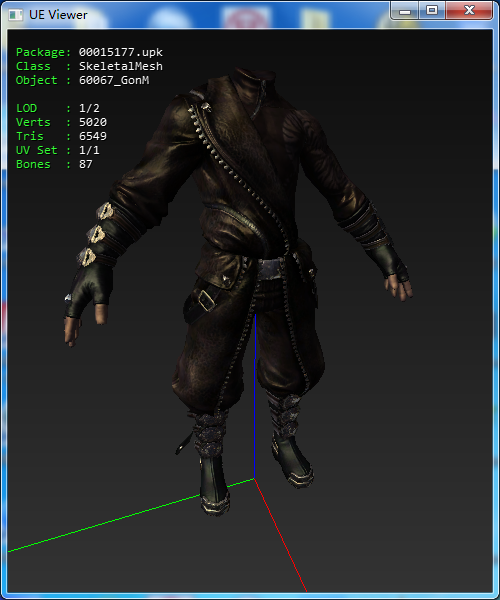 UE Viewer
Package: 00015177.upk
Class : SkeletalMesh
Object : 60067_GonM
LOD : 1/2
Verts : 5020
Tris : 6549
UV Set : 1/1
Bones : 87